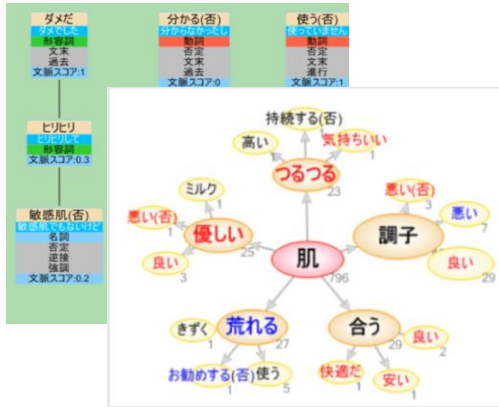 ダメだ
ダメでした
形容詞
文末
過去
文脈スコア:1
分かる(否)
分からなかったし
動詞
否定
文末
過去
文脈スコア:0
使う(否)
使っていません
動詞
否定
文末
進行
文脈スコア:1
ヒリヒリ
ヒリヒリして
形容詞
文脈スコア:0.3
敏感肌(否)
敏感肌でもないけど
名詞
否定
逆接
強調
文脈スコア:0.2
持続する(否)
1
高い
1
気持ちいい
1
つるつる
23
ミルク
1
悪い(否)
1
優しい
25
良い
3
悪い(否)
3
悪い
7
調子
良い
29
肌
796
きずく
1
荒れる
27
お勧めする(否)
1
使う
5
合う
29
良い
2
快適だ
1
安い
1